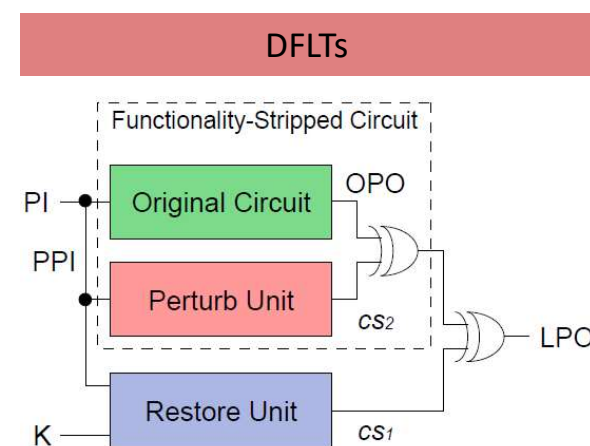 DFLTs
Functionality-Stripped Circuit
PI
Original Circuit
OPO
PPI
Perturb Unit
cs2
LPO
Restore Unit
cs1
K